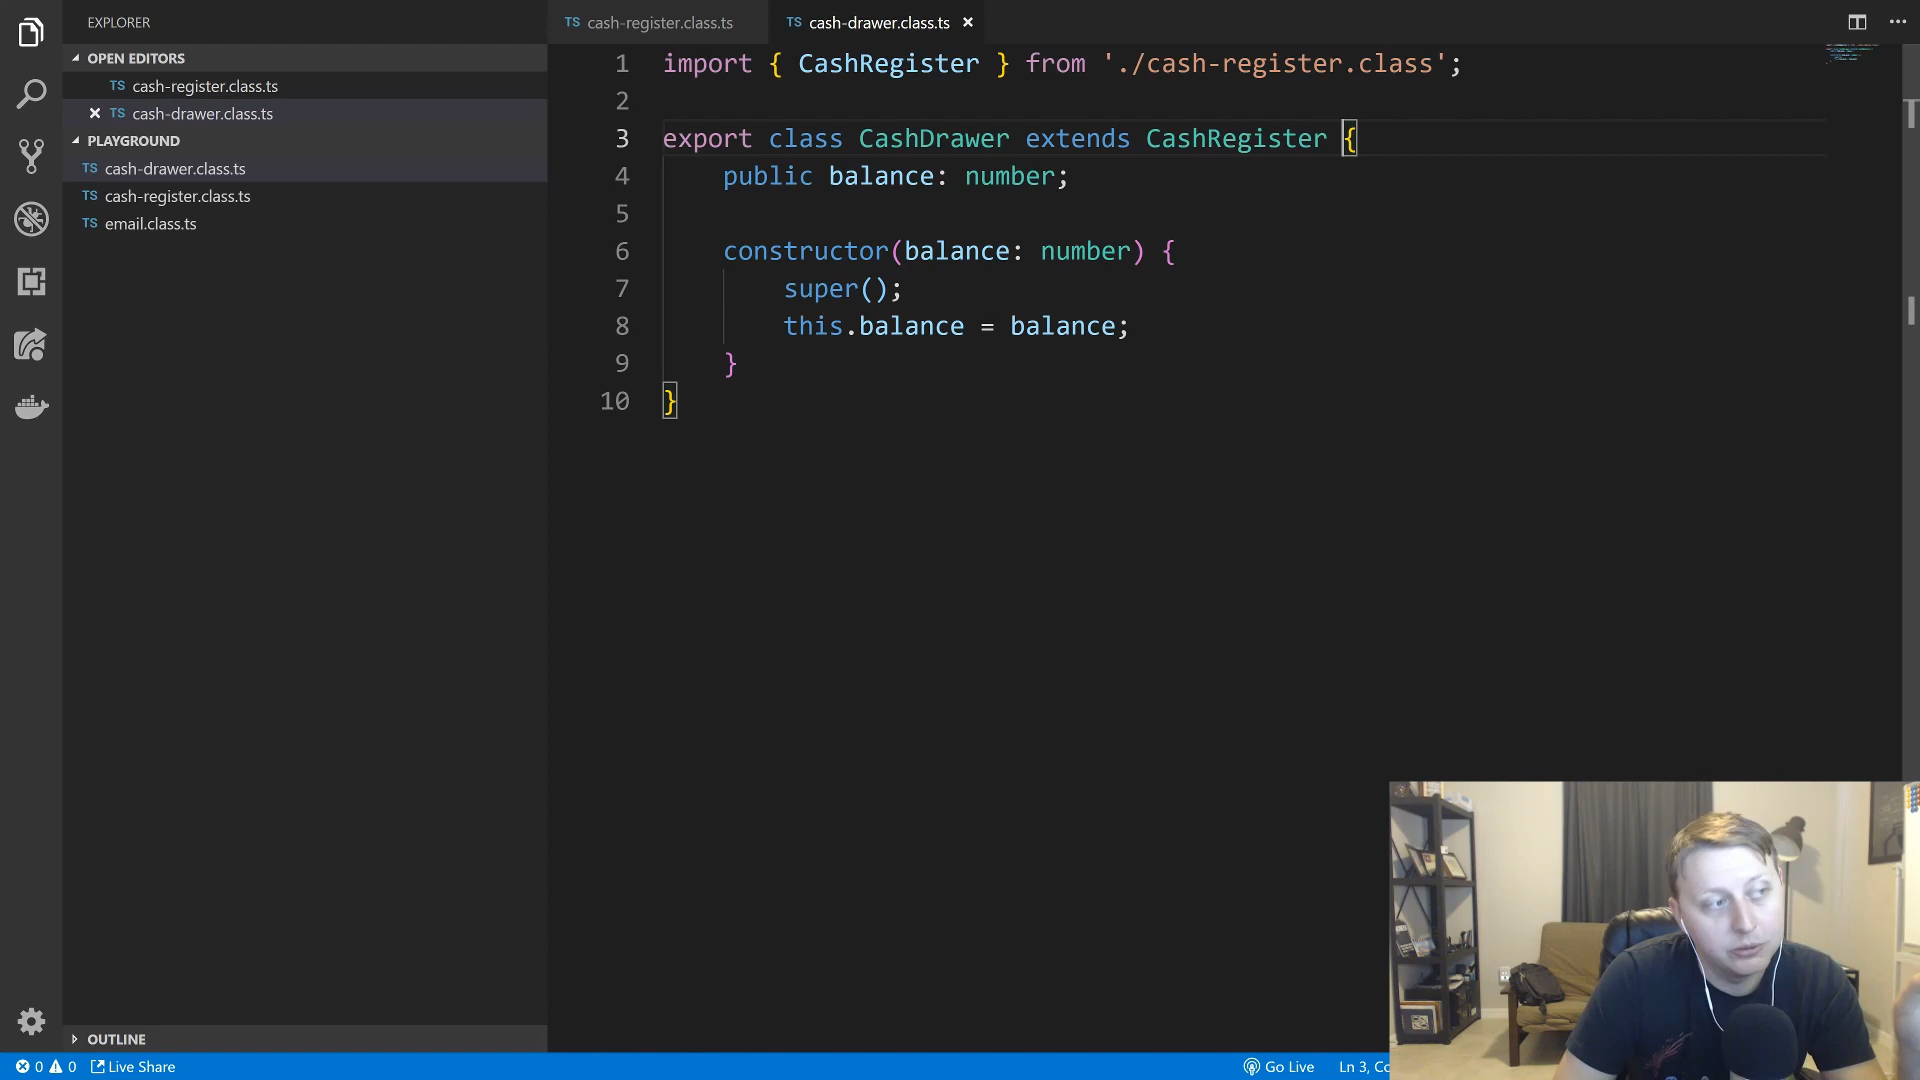 EXPLORER
OPEN EDITORS
TS cash-register.class.ts
TS cash-drawer.class.ts
PLAYGROUND
TS cash-drawer.class.ts
TS cash-register.class.ts
TS email.class.ts
OUTLINE
TS cash-register.class.ts
TS cash-drawer.class.ts
1 import { CashRegister } from './cash-register.class';
2
3 export class CashDrawer extends CashRegister {
4 public balance: number;
5
6 constructor(balance: number) {
7 super();
8 this.balance = balance;
9 }
10 }
0 0 Live Share
Go Live Ln 3, Co